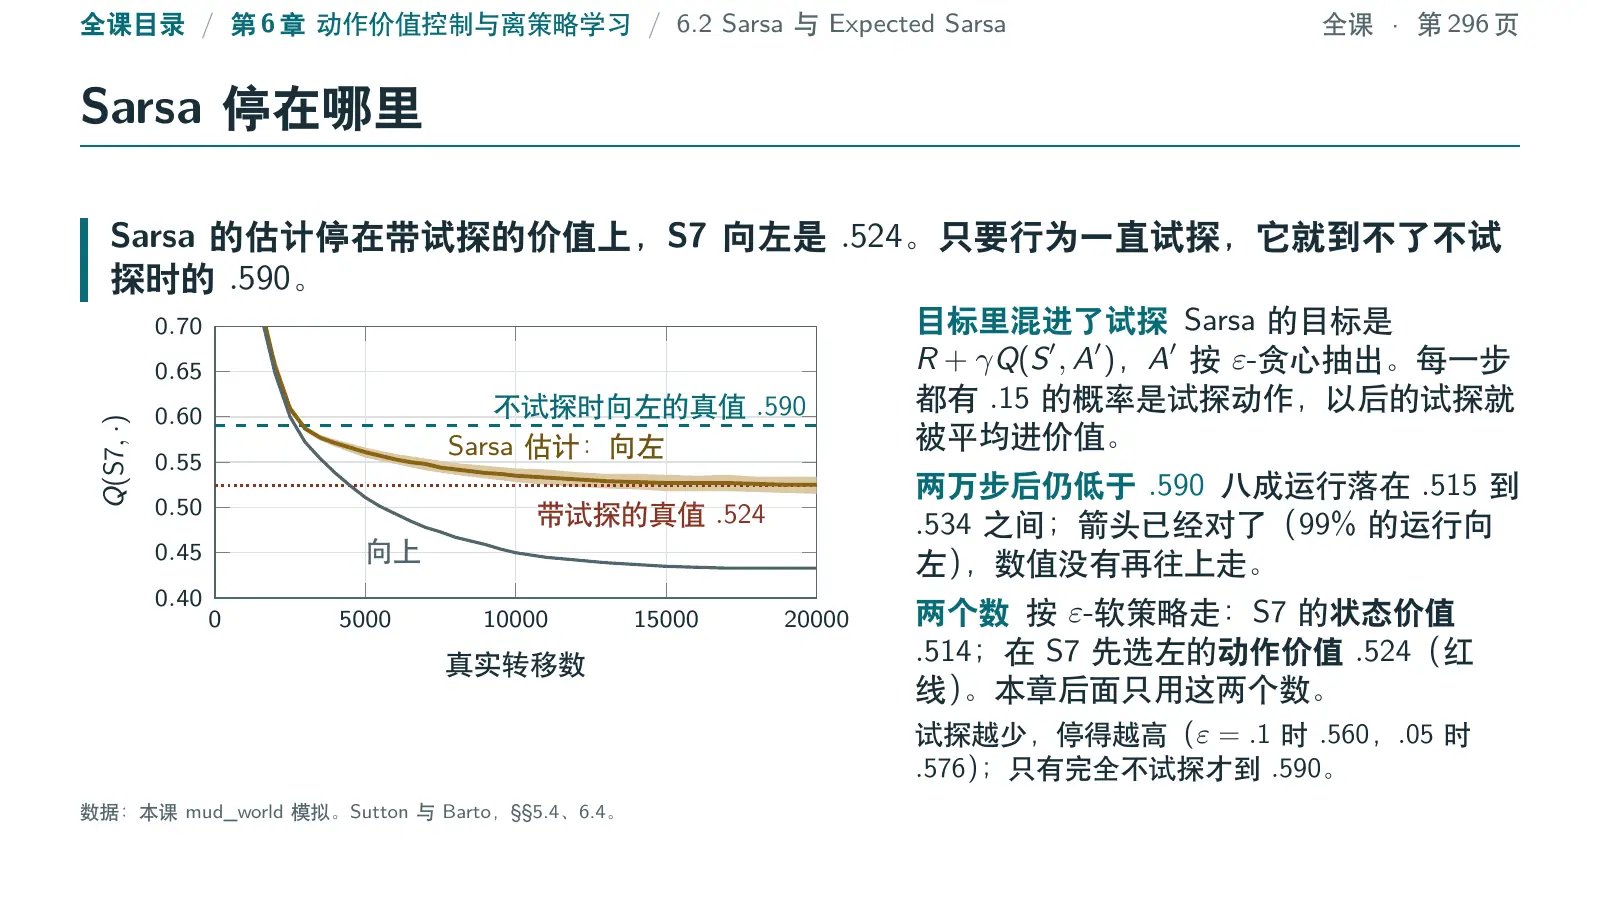 全课目录 / 第 6 章 动作价值控制与离策略学习 / 6.2 Sarsa 与 Expected Sarsa
全课 · 第 296 页
Sarsa 停在哪里
Sarsa 的估计停在带试探的价值上，S7 向左是 .524。只要行为一直试探，它就到不了不试
探时的 .590。
0.70
0.65
0.60
0.55
0.50
0.45
0.40
Q(S7, ·)
不试探时向左的真值 .590
Sarsa 估计：向左
带试探的真值 .524
向上
0
5000
10000
15000
20000
真实转移数
目标里混进了试探 Sarsa 的目标是
R + γQ(S′, A′)，A′ 按 ε-贪心抽出。每一步
都有 .15 的概率是试探动作，以后的试探就
被平均进价值。
两万步后仍低于 .590 八成运行落在 .515 到
.534 之间；箭头已经对了（99% 的运行向
左），数值没有再往上走。
两个数 按 ε-软策略走：S7 的状态价值
.514；在 S7 先选左的动作价值 .524（红
线）。本章后面只用这两个数。
试探越少，停得越高（ε = .1 时 .560，.05 时
.576）；只有完全不试探才到 .590。
数据：本课 mud_world 模拟。Sutton 与 Barto，§§5.4、6.4。